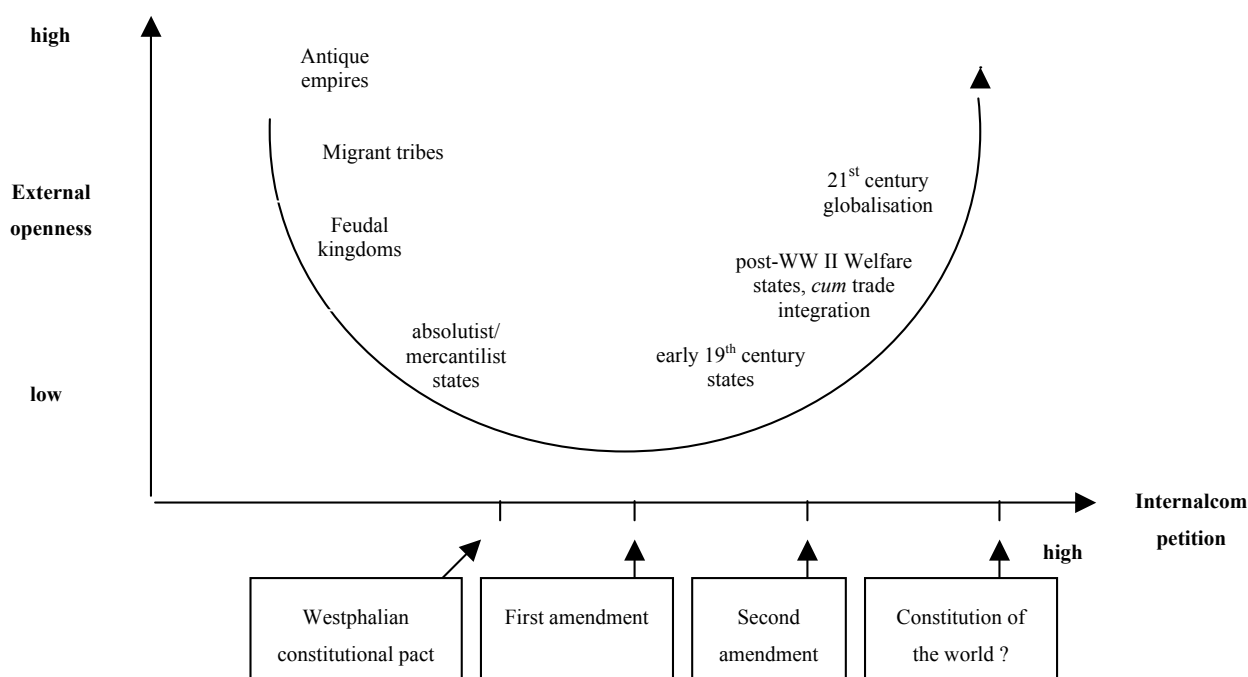 high
Antique
empires
Migrant tribes
External
openness
Feudal
kingdoms
21st century
globalisation
post-WW II Welfare
states, cum trade
integration
absolutist/
mercantilist
states
early 19th century
states
low
Internalcom
petition
high
Westphalian
constitutional pact
First amendment
Second
amendment
Constitution of
the world ?